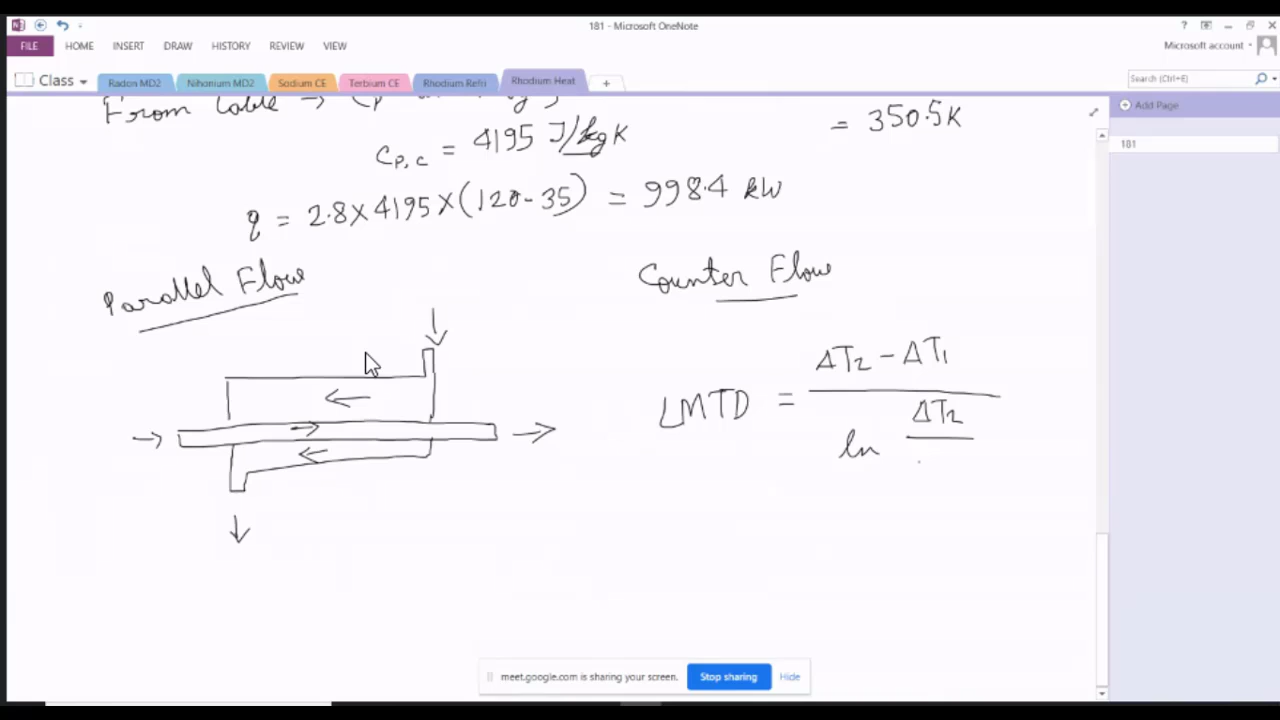 181 - Microsoft OneNote
?
FILE HOME INSERT DRAW HISTORY REVIEW VIEW
Microsoft account
Class
Radon MD2 Nihonium MD2 Sodium CE Terbium CE Rhodium Relii Rhodium Heat +
Search (Ctrl+E)
Add Page
181
From table → Cp
= 350.5K
Cp,c = 4195 J/kgK
q = 2.8×4195×(120-35) = 998.4 kW
Parallel Flow
Counter Flow
ΔT2 - ΔT1
LMTD =
ΔT2
ln
meet.google.com is sharing your screen. Stop sharing Hide